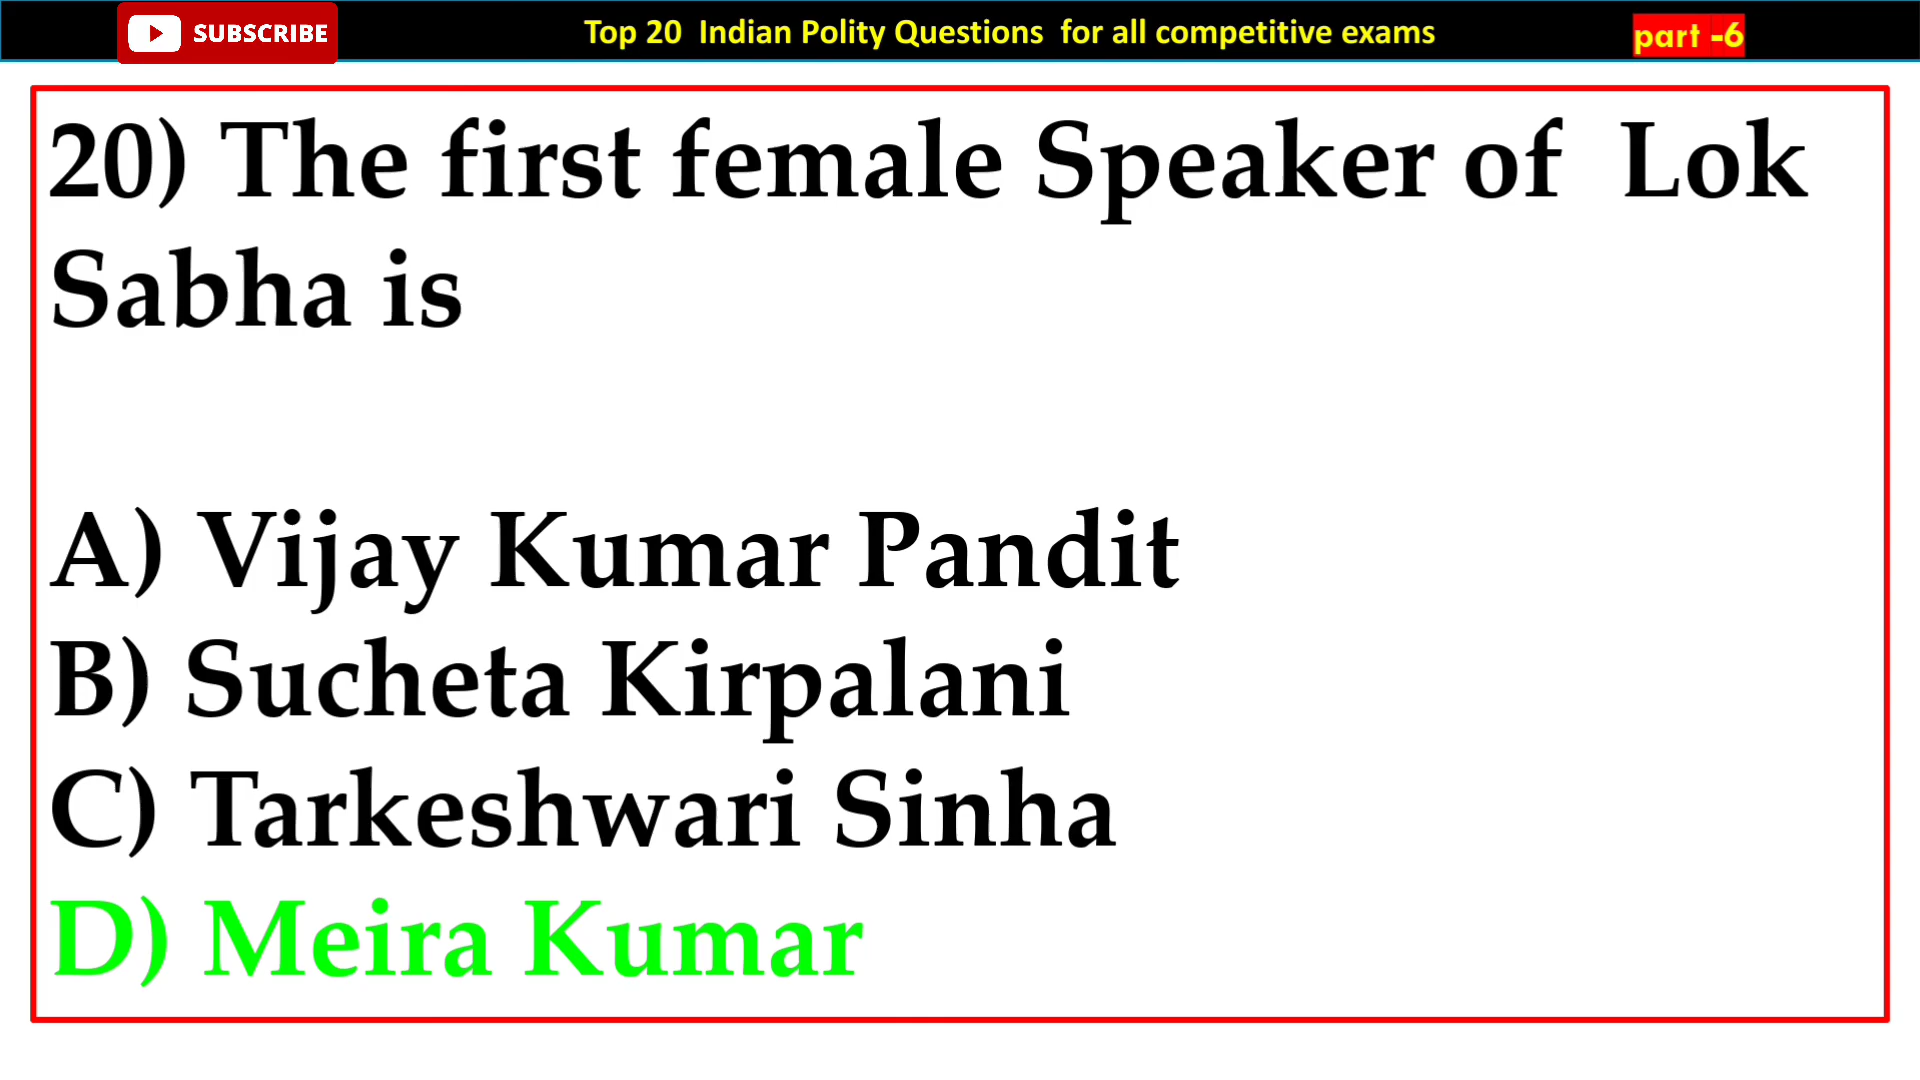 SUBSCRIBE
Top 20 Indian Polity Questions for all competitive exams
part -6
20) The first female Speaker of Lok
Sabha is
A) Vijay Kumar Pandit
B) Sucheta Kirpalani
C) Tarkeshwari Sinha
D) Meira Kumar